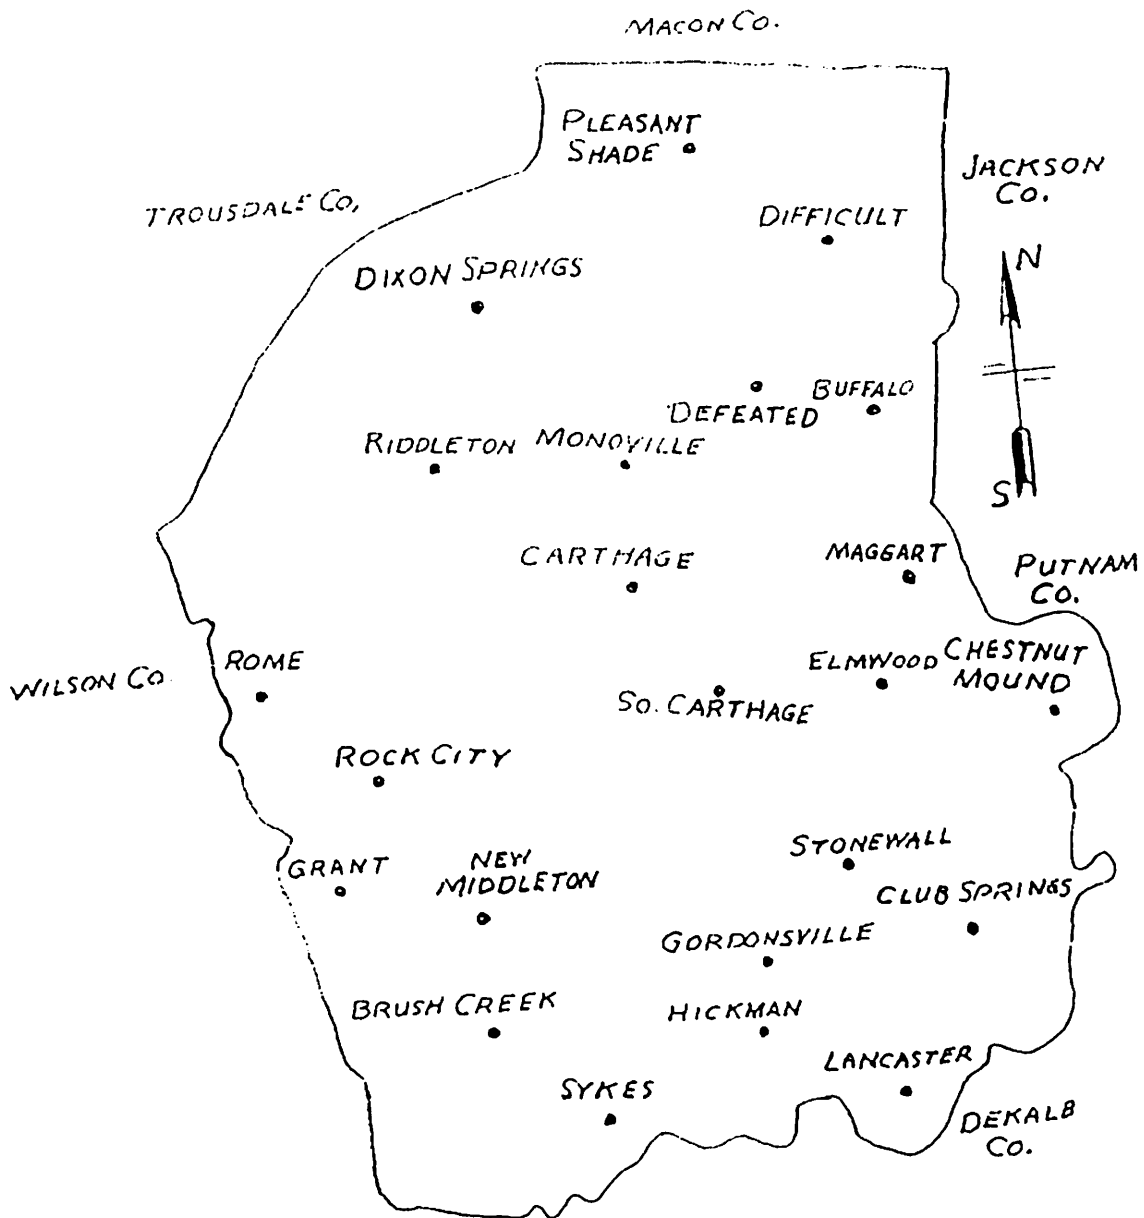 MACON CO.
PLEASANT
SHADE
JACKSON
CO.
TROUSDALE CO,
DIFFICULT
N
DIXON SPRINGS
BUFFALO
DEFEATED
RIDDLETON
MONOVILLE
S
CARTHAGE
MAGGART
PUTNAM
CO.
ROME
WILSON CO.
ELMWOOD
CHESTNUT
MOUND
SO. CARTHAGE
ROCK CITY
STONEWALL
GRANT
NEW
MIDDLETON
CLUB SPRINGS
GORDONSVILLE
BRUSH CREEK
HICKMAN
LANCASTER
SYKES
DEKALB
CO.